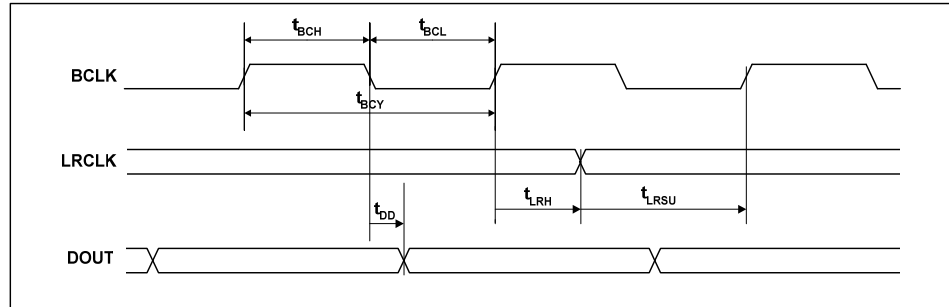 tBCH tBCL
BCLK
tBCY
LRCLK
tLRH tLRSU
tDD
DOUT